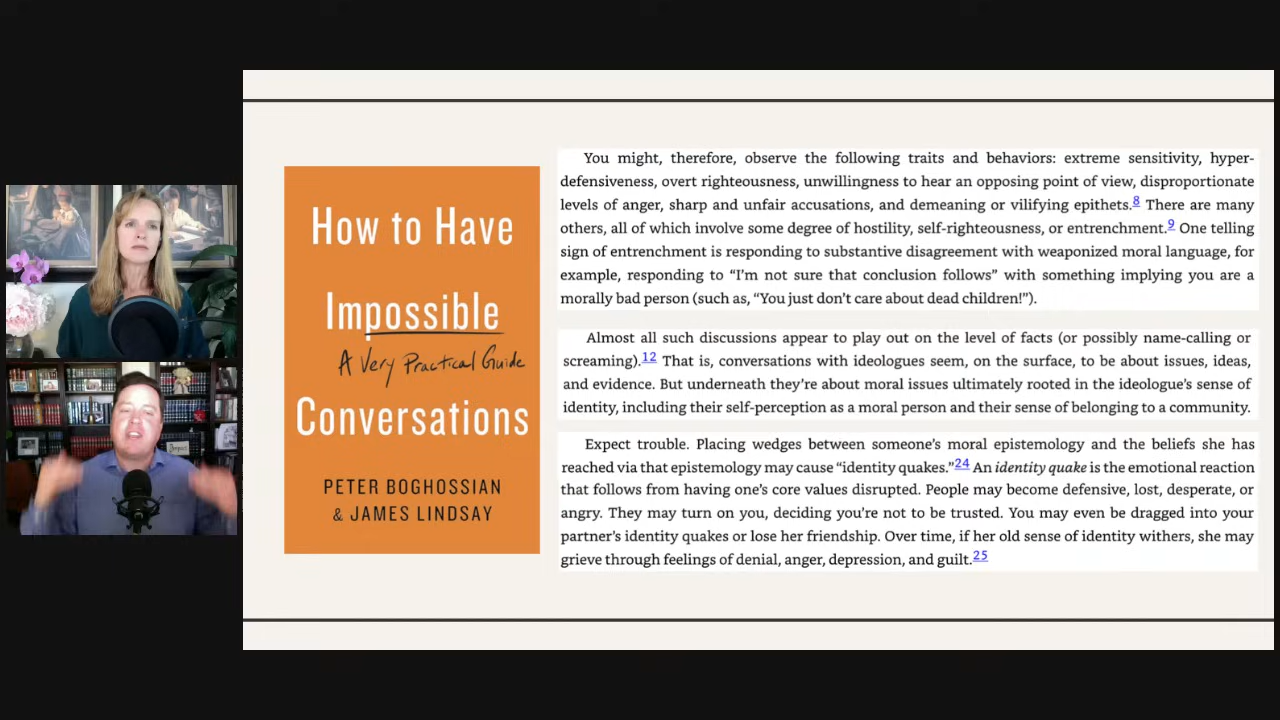 How to Have
Impossible
A Very Practical Guide
Conversations
PETER BOGHOSSIAN
& JAMES LINDSAY
You might, therefore, observe the following traits and behaviors: extreme sensitivity, hyper-
defensiveness, overt righteousness, unwillingness to hear an opposing point of view, disproportionate
levels of anger, sharp and unfair accusations, and demeaning or vilifying epithets.8 There are many
others, all of which involve some degree of hostility, self-righteousness, or entrenchment.9 One telling
sign of entrenchment is responding to substantive disagreement with weaponized moral language, for
example, responding to “I’m not sure that conclusion follows” with something implying you are a
morally bad person (such as, “You just don’t care about dead children!”).
Almost all such discussions appear to play out on the level of facts (or possibly name-calling or
screaming).12 That is, conversations with ideologues seem, on the surface, to be about issues, ideas,
and evidence. But underneath they’re about moral issues ultimately rooted in the ideologue’s sense of
identity, including their self-perception as a moral person and their sense of belonging to a community.
Expect trouble. Placing wedges between someone’s moral epistemology and the beliefs she has
reached via that epistemology may cause “identity quakes.”24 An identity quake is the emotional reaction
that follows from having one’s core values disrupted. People may become defensive, lost, desperate, or
angry. They may turn on you, deciding you’re not to be trusted. You may even be dragged into your
partner’s identity quakes or lose her friendship. Over time, if her old sense of identity withers, she may
grieve through feelings of denial, anger, depression, and guilt.25